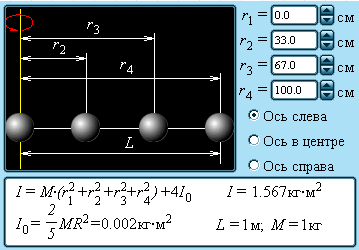 r₃
r₂
r₄
L
r₁ = 0.0 см
r₂ = 33.0 см
r₃ = 67.0 см
r₄ = 100.0 см
Ось слева
Ось в центре
Ось справа
I = M·(r₁²+r₂²+r₃²+r₄²)+4I₀ I = 1.567кг·м²
I₀= 2/5 MR²=0.002кг·м² L = 1м; M = 1кг